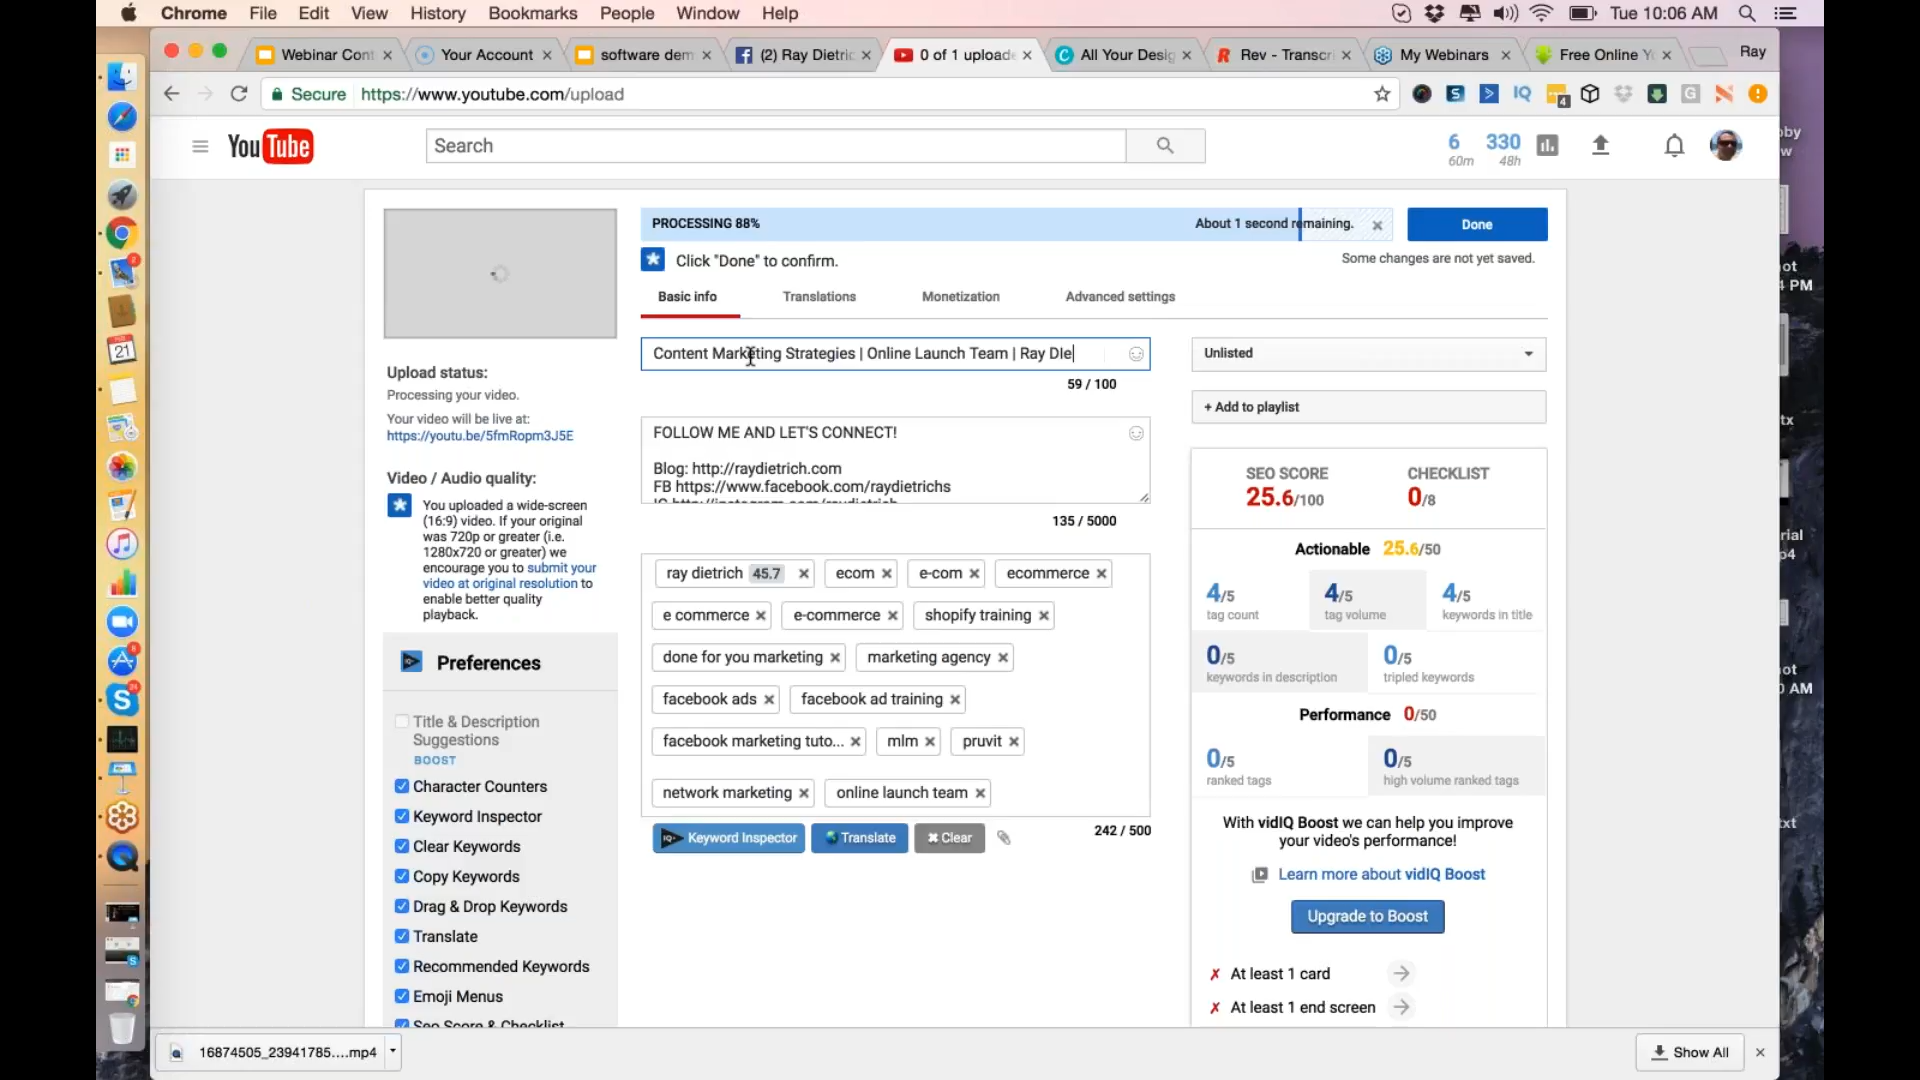 Chrome File Edit View History Bookmarks People Window Help
Tue 10:06 AM
Webinar Cont
Your Account
software dem
(2) Ray Dietric
0 of 1 upload
All Your Desig
Rev - Transcri
My Webinars
Free Online Y
Ray
Secure https://www.youtube.com/upload
YouTube
Search
6 330
60m 48h
PROCESSING 88% About 1 second remaining.
Done
Click "Done" to confirm.
Some changes are not yet saved.
Basic info Translations Monetization Advanced settings
Content Marketing Strategies | Online Launch Team | Ray DIe
59 / 100
Unlisted
+ Add to playlist
Upload status:
Processing your video.
Your video will be live at:
https://youtu.be/5fmRopm3J5E
Video / Audio quality:
You uploaded a wide-screen
(16:9) video. If your original
was 720p or greater (i.e.
1280x720 or greater) we
encourage you to submit your
video at original resolution to
enable better quality
playback.
FOLLOW ME AND LET'S CONNECT!
Blog: http://raydietrich.com
FB https://www.facebook.com/raydietrichs
IG http://instagram.com/raydietrich
135 / 5000
ray dietrich 45.7 ecom e-com ecommerce
e commerce e-commerce shopify training
done for you marketing marketing agency
facebook ads facebook ad training
facebook marketing tuto... mlm pruvit
network marketing online launch team
Keyword Inspector Translate Clear
242 / 500
Preferences
Title & Description
Suggestions
BOOST
Character Counters
Keyword Inspector
Clear Keywords
Copy Keywords
Drag & Drop Keywords
Translate
Recommended Keywords
Emoji Menus
Seo Score & Checklist
SEO SCORE CHECKLIST
25.6/100 0/8
Actionable 25.6/50
4/5 4/5 4/5
tag count tag volume keywords in title
0/5 0/5
keywords in description tripled keywords
Performance 0/50
0/5 0/5
ranked tags high volume ranked tags
With vidIQ Boost we can help you improve
your video's performance!
Learn more about vidIQ Boost
Upgrade to Boost
At least 1 card
At least 1 end screen
16874505_23941785....mp4
Show All